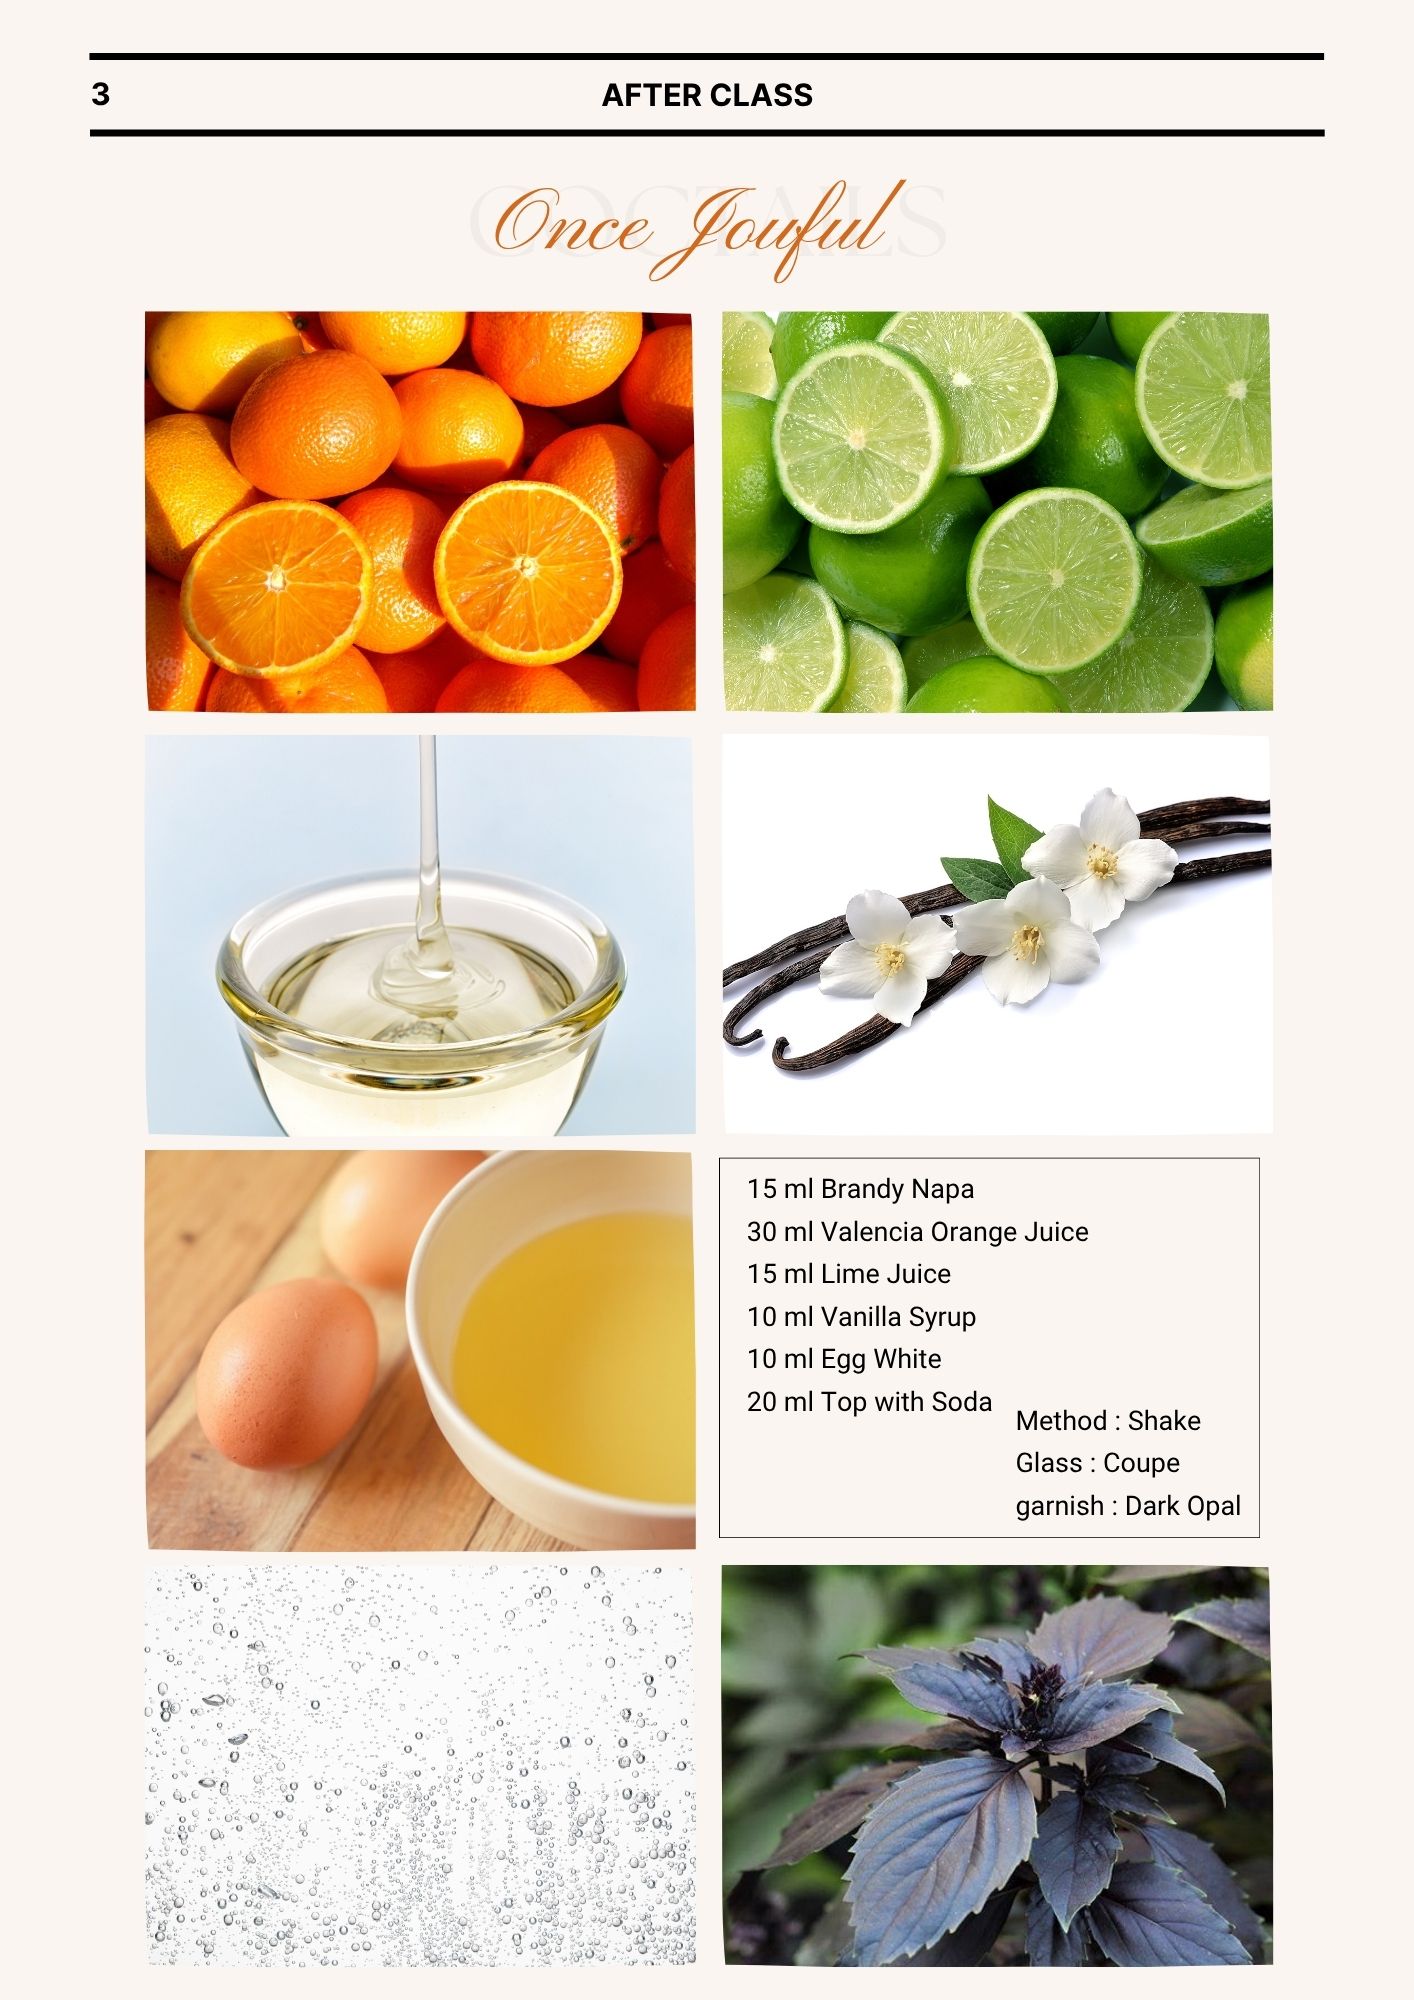 3
AFTER CLASS
COCTAILS
Once Jouful
15 ml Brandy Napa
30 ml Valencia Orange Juice
15 ml Lime Juice
10 ml Vanilla Syrup
10 ml Egg White
20 ml Top with Soda
Method : Shake
Glass : Coupe
garnish : Dark Opal